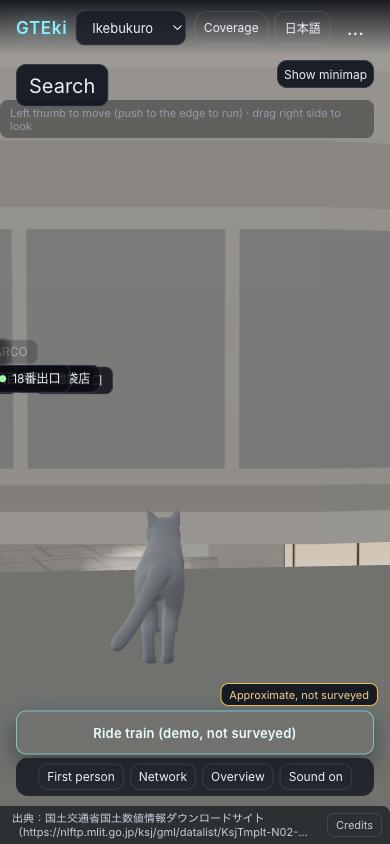 GTEki
Ikebukuro
Coverage
日本語
...
Search
Show minimap
Left thumb to move (push to the edge to run) · drag right side to
look
ARCO
18番出口
袋店
]
Approximate, not surveyed
Ride train (demo, not surveyed)
First person
Network
Overview
Sound on
出典：国土交通省国土数値情報ダウンロードサイト
（https://nlftp.mlit.go.jp/ksj/gml/datalist/KsjTmplt-N02-...
Credits